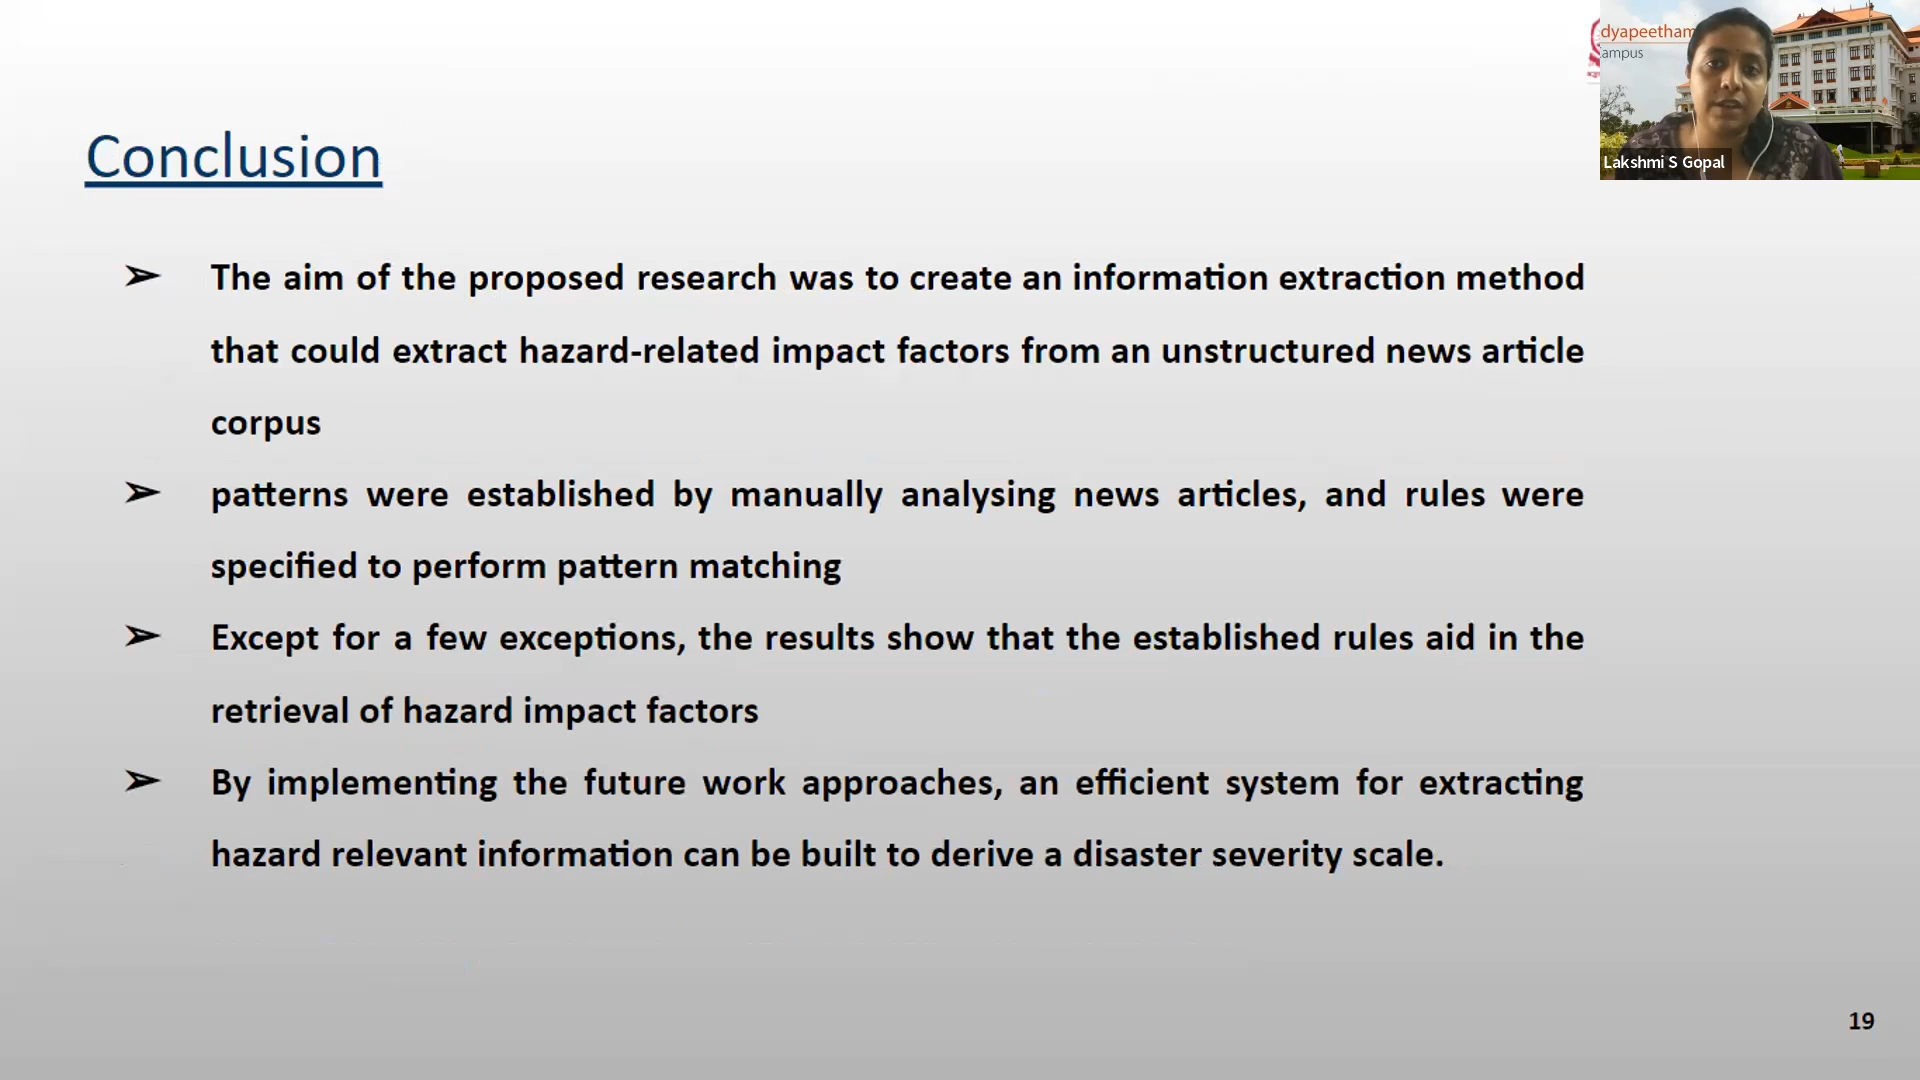 dyapeetham
ampus
Lakshmi S Gopal
Conclusion
➢ The aim of the proposed research was to create an information extraction method
that could extract hazard-related impact factors from an unstructured news article
corpus
➢ patterns were established by manually analysing news articles, and rules were
specified to perform pattern matching
➢ Except for a few exceptions, the results show that the established rules aid in the
retrieval of hazard impact factors
➢ By implementing the future work approaches, an efficient system for extracting
hazard relevant information can be built to derive a disaster severity scale.
19